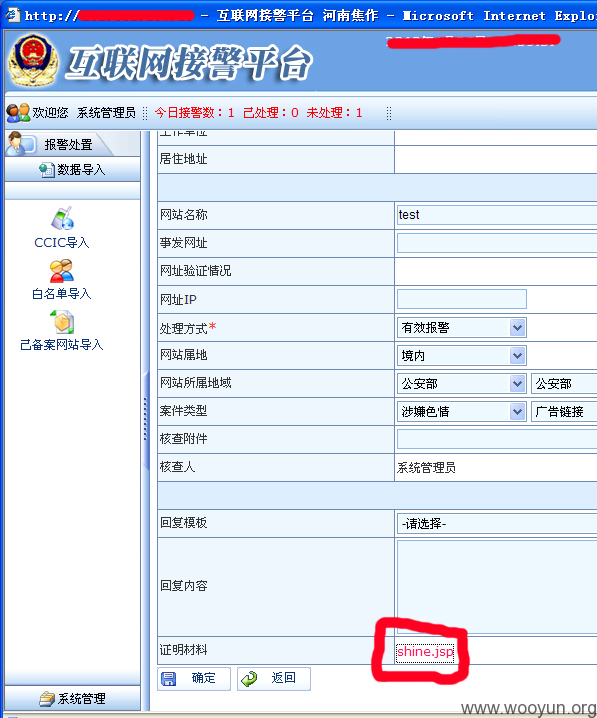 http://
- 互联网接警平台 河南焦作 - Microsoft Internet Explo
互联网接警平台
欢迎您 系统管理员 今日接警数：1 己处理：0 未处理：1
报警处置
数据导入
CCIC导入
白名单导入
己备案网站导入
系统管理
工作单位
居住地址
网站名称 test
事发网址
网址验证情况
网址IP
处理方式* 有效报警
网站属地 境内
网站所属地域 公安部 公安部
案件类型 涉嫌色情 广告链接
核查附件
核查人 系统管理员
回复模板 -请选择-
回复内容
证明材料 shine.jsp
确定 返回
www.wooyun.org